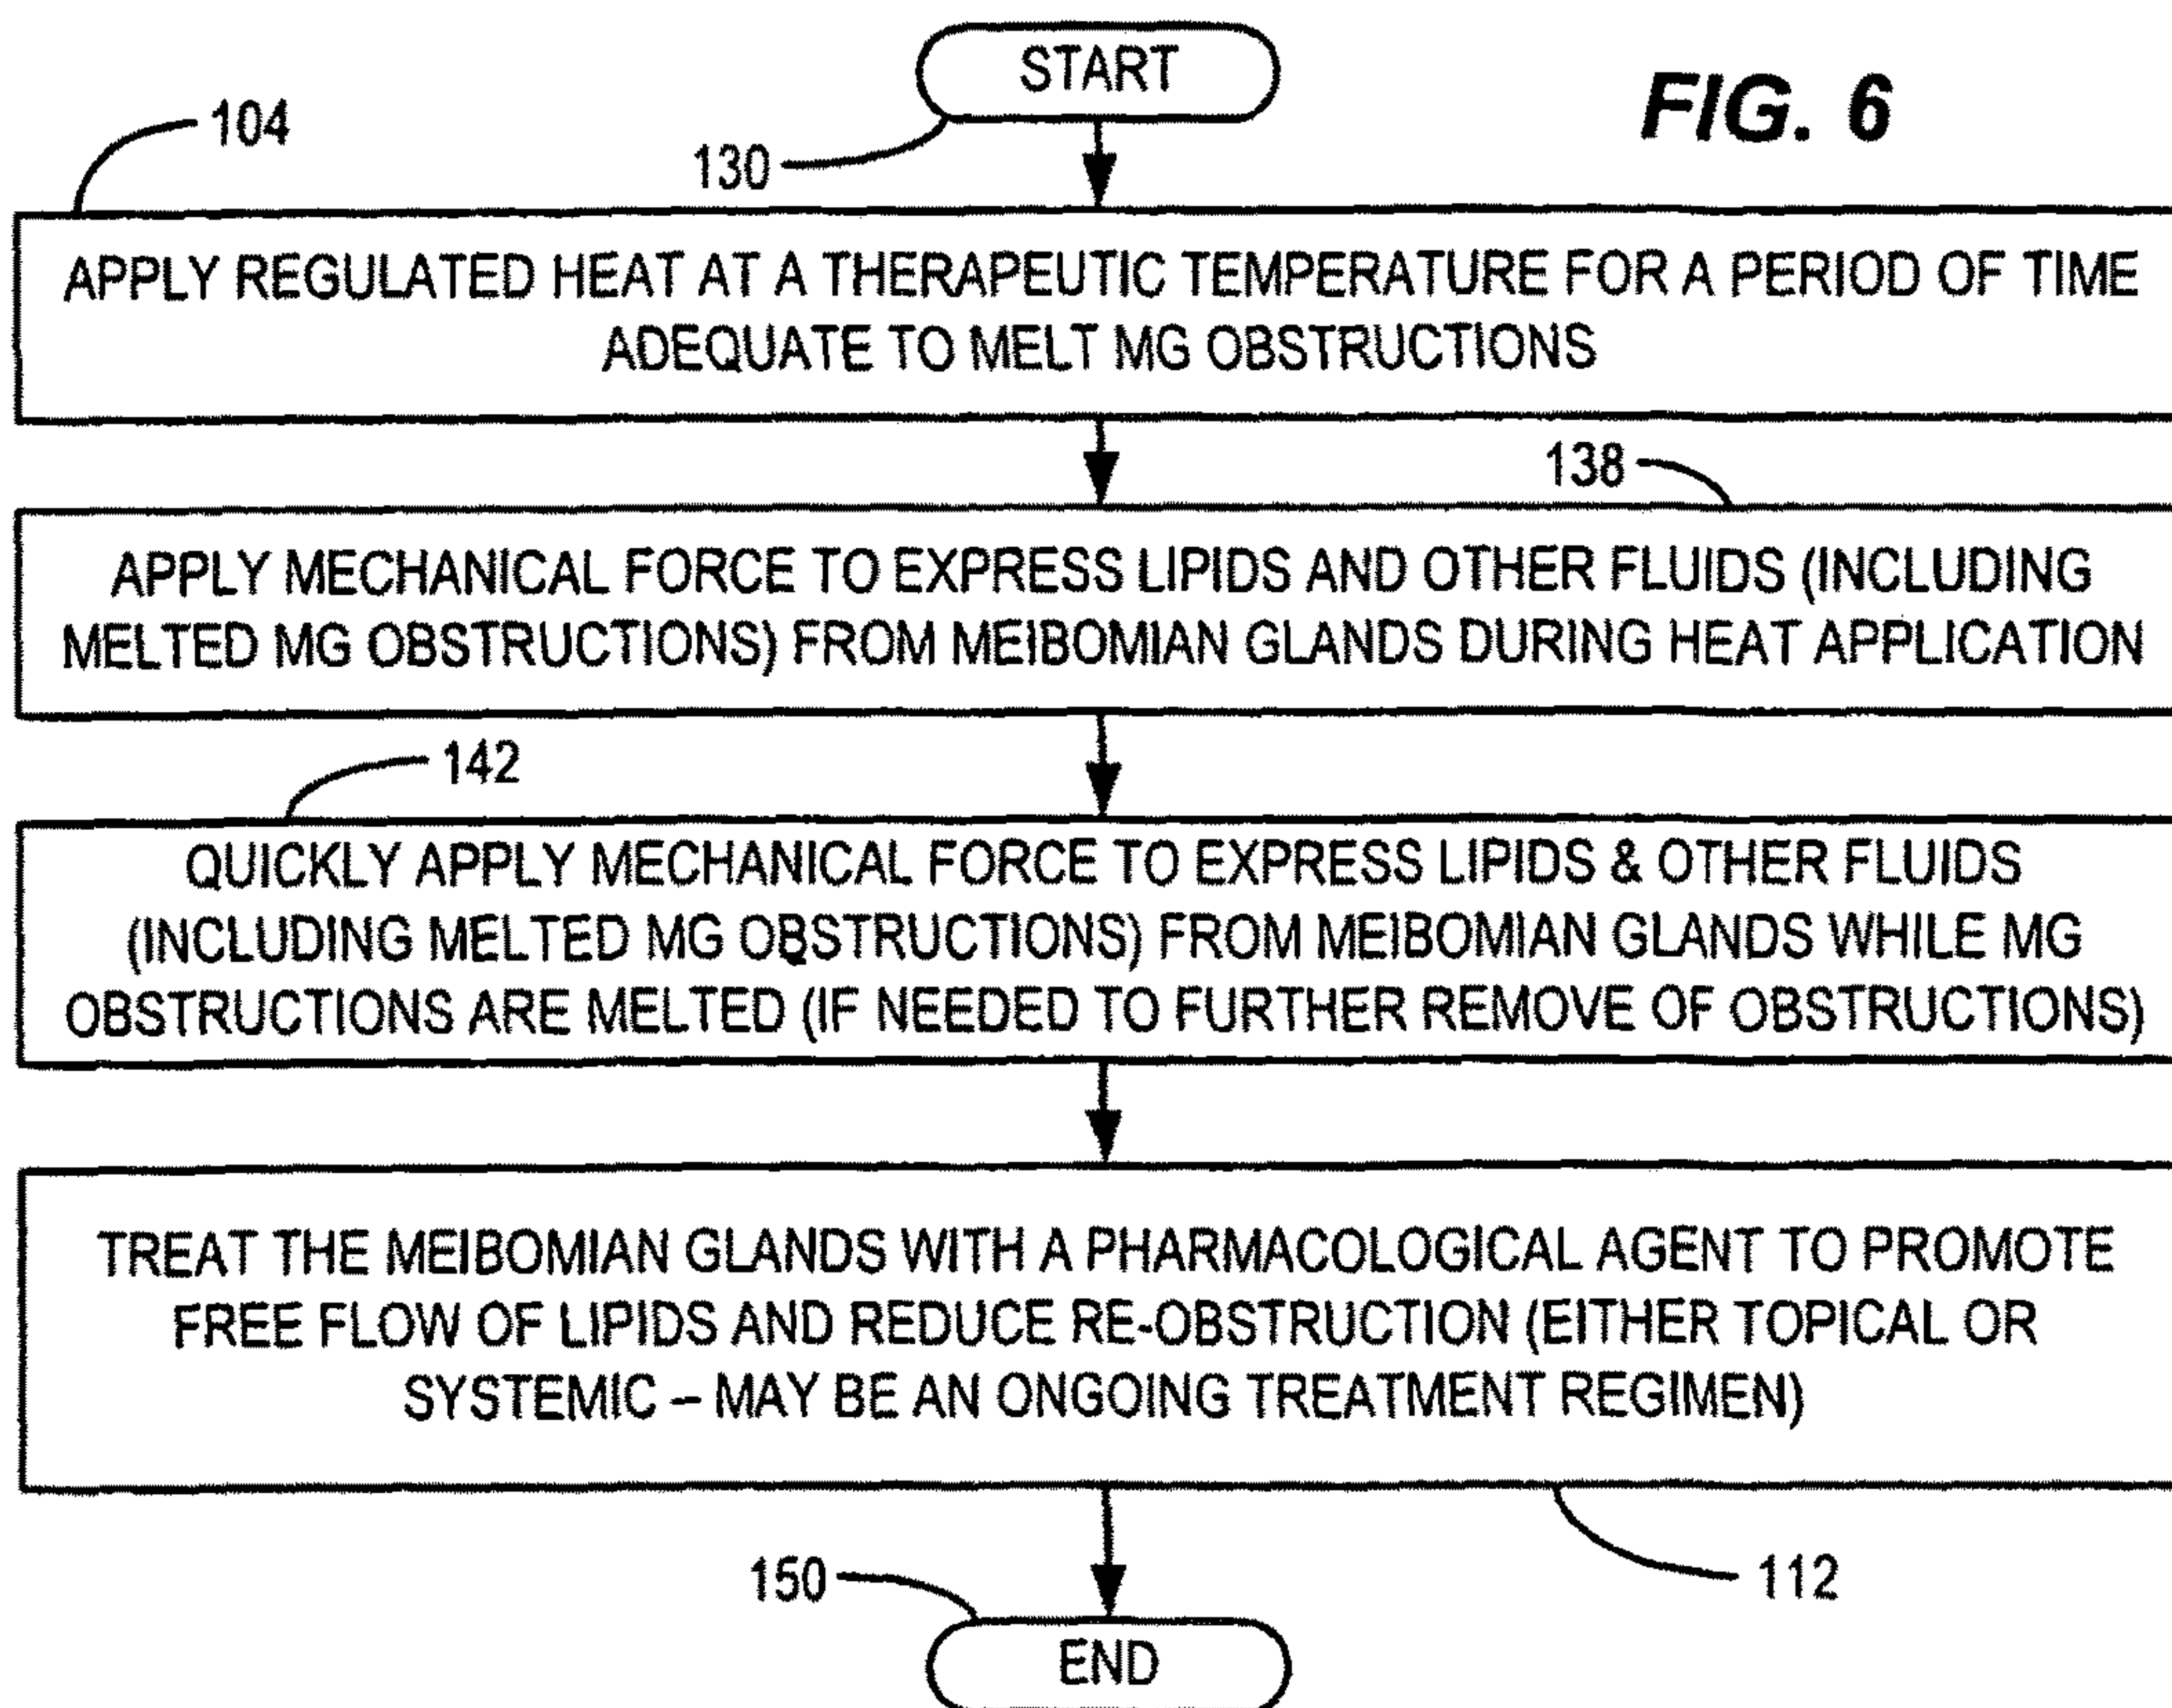 START
FIG. 6
104
130
APPLY REGULATED HEAT AT A THERAPEUTIC TEMPERATURE FOR A PERIOD OF TIME
ADEQUATE TO MELT MG OBSTRUCTIONS
138
APPLY MECHANICAL FORCE TO EXPRESS LIPIDS AND OTHER FLUIDS (INCLUDING
MELTED MG OBSTRUCTIONS) FROM MEIBOMIAN GLANDS DURING HEAT APPLICATION
142
QUICKLY APPLY MECHANICAL FORCE TO EXPRESS LIPIDS & OTHER FLUIDS
(INCLUDING MELTED MG OBSTRUCTIONS) FROM MEIBOMIAN GLANDS WHILE MG
OBSTRUCTIONS ARE MELTED (IF NEEDED TO FURTHER REMOVE OF OBSTRUCTIONS)
TREAT THE MEIBOMIAN GLANDS WITH A PHARMACOLOGICAL AGENT TO PROMOTE
FREE FLOW OF LIPIDS AND REDUCE RE-OBSTRUCTION (EITHER TOPICAL OR
SYSTEMIC – MAY BE AN ONGOING TREATMENT REGIMEN)
150
112
END